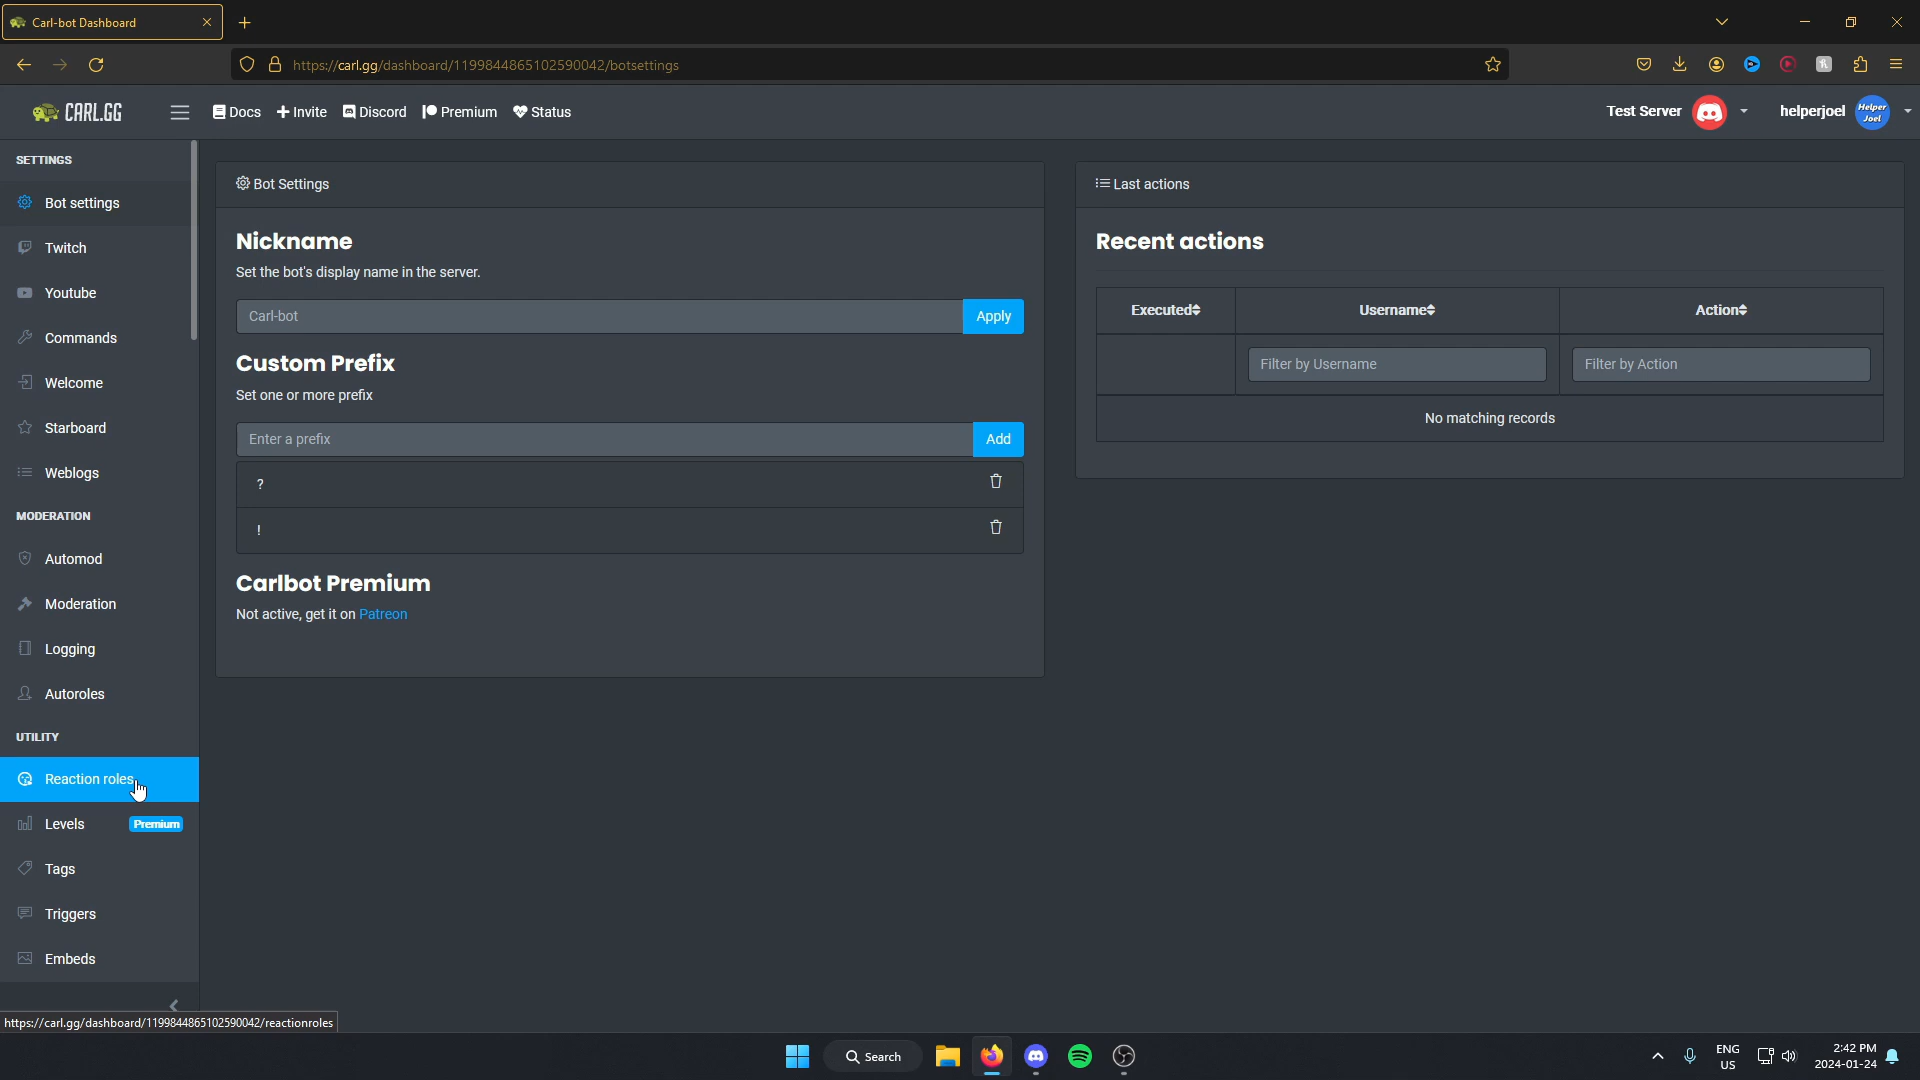 Carl-bot Dashboard
https://carl.gg/dashboard/1199844865102590042/botsettings
CARL.GG
Docs
Invite
Discord
Premium
Status
Test Server
helperjoel
Helper
Joel
SETTINGS
Bot settings
Twitch
Youtube
Commands
Welcome
Starboard
Weblogs
MODERATION
Automod
Moderation
Logging
Autoroles
UTILITY
Reaction roles
Levels Premium
Tags
Triggers
Embeds
https://carl.gg/dashboard/1199844865102590042/reactionroles
Bot Settings
Nickname
Set the bot's display name in the server.
Carl-bot Apply
Custom Prefix
Set one or more prefix
Enter a prefix Add
?
!
Carlbot Premium
Not active, get it on Patreon
Last actions
Recent actions
Executed Username Action
Filter by Username Filter by Action
No matching records
Search
ENG
US
2:42 PM
2024-01-24